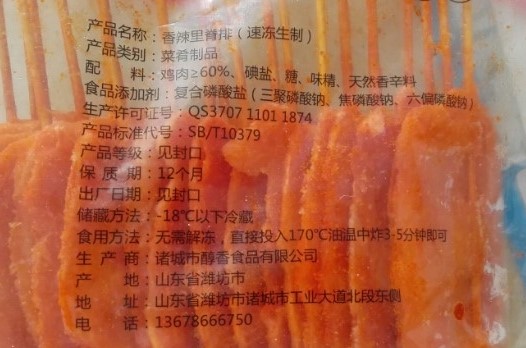 产品名称：香辣里脊排（速冻生制）
产品类别：菜肴制品
配 料：鸡肉≥60%、碘盐、糖、味精、天然香辛料
食品添加剂：复合磷酸盐（三聚磷酸钠、焦磷酸钠、六偏磷酸钠）
生产许可证号：QS3707 1101 1874
产品标准代号：SB/T10379
产品等级：见封口
保 质 期：12个月
出厂日期：见封口
储藏方法：-18℃以下冷藏
食用方法：无需解冻，直接投入170℃油温中炸3-5分钟即可
生 产 商：诸城市醇香食品有限公司
产 地：山东省潍坊市
地 址：山东省潍坊市诸城市工业大道北段东侧
电 话：13678666750